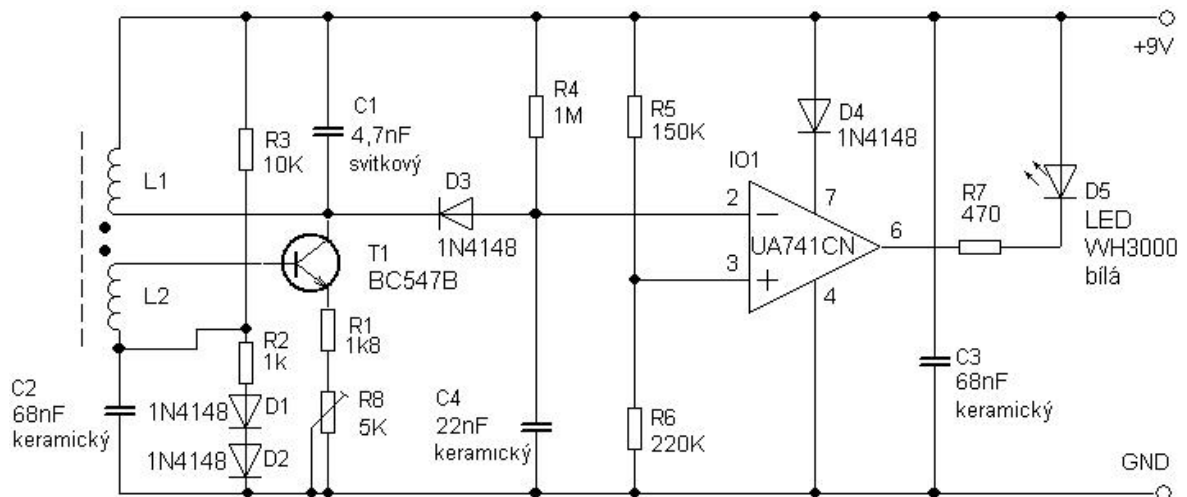 +9V
C1
4,7nF
svitkový
R3
10K
R4
1M
R5
150K
D4
1N4148
L1
D3
1N4148
IO1
2
7
UA741CN
6
3
4
R7
470
D5
LED
WH3000
bílá
T1
BC547B
L2
R1
1k8
R2
1k
C2
68nF
keramický
1N4148
D1
1N4148
D2
R8
5K
C4
22nF
keramický
R6
220K
C3
68nF
keramický
GND